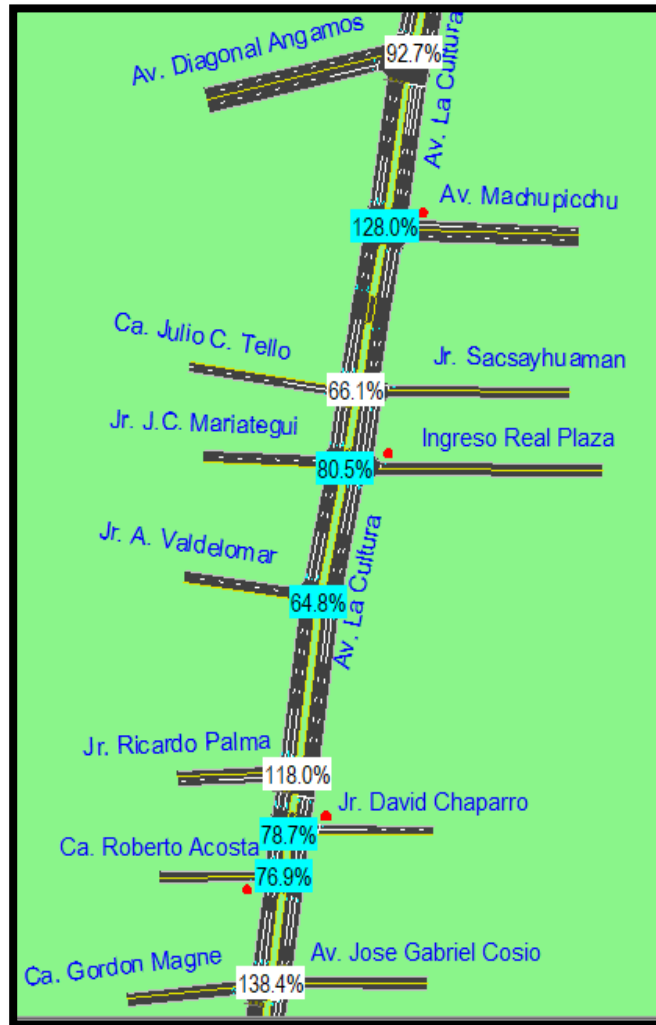 Av. Diagonal Angamos
92.7%
Av. La Cultura
Av. Machupicchu
128.0%
Ca. Julio C. Tello
Jr. Sacsayhuaman
66.1%
Jr. J.C. Mariategui
Ingreso Real Plaza
80.5%
Jr. A. Valdelomar
64.8%
Av. La Cultura
Jr. Ricardo Palma
118.0%
Jr. David Chaparro
78.7%
Ca. Roberto Acosta
76.9%
Ca. Gordon Magne
Av. Jose Gabriel Cosio
138.4%